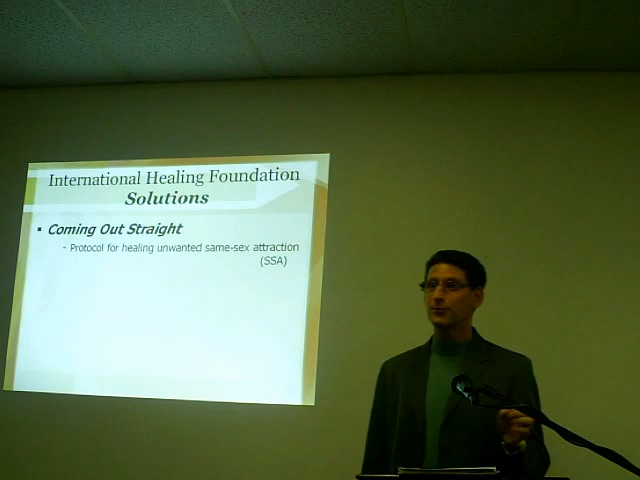 International Healing Foundation
Solutions
▪ Coming Out Straight
- Protocol for healing unwanted same-sex attraction
(SSA)